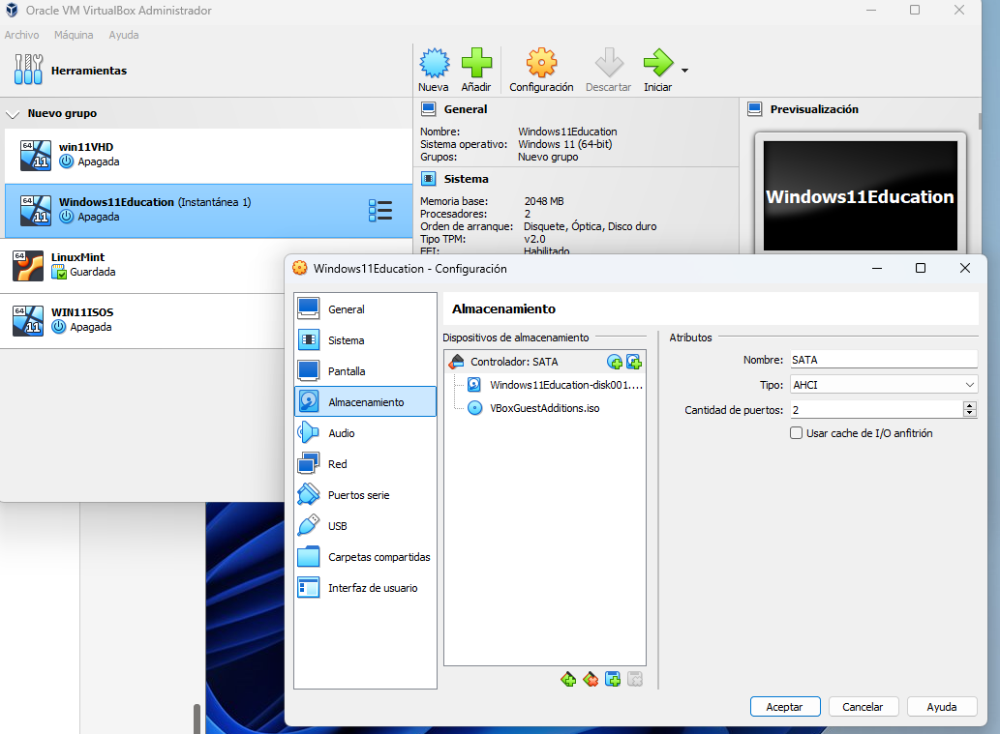 Oracle VM VirtualBox Administrador
Archivo Máquina Ayuda
Herramientas
Nueva Añadir Configuración Descartar Iniciar
Nuevo grupo
64
11
win11VHD
Apagada
64
11
Windows11Education (Instantánea 1)
Apagada
64
LinuxMint
Guardada
64
11
WIN11ISOS
Apagada
General
Nombre: Windows11Education
Sistema operativo: Windows 11 (64-bit)
Grupos: Nuevo grupo
Sistema
Memoria base: 2048 MB
Procesadores: 2
Orden de arranque: Disquete, Óptica, Disco duro
Tipo TPM: v2.0
EFI: Habilitado
Previsualización
Windows11Education
Windows11Education - Configuración
General
Sistema
Pantalla
Almacenamiento
Audio
Red
Puertos serie
USB
Carpetas compartidas
Interfaz de usuario
Almacenamiento
Dispositivos de almacenamiento
Controlador: SATA
Windows11Education-disk001....
VBoxGuestAdditions.iso
Atributos
Nombre: SATA
Tipo: AHCI
Cantidad de puertos: 2
Usar cache de I/O anfitrión
Aceptar Cancelar Ayuda